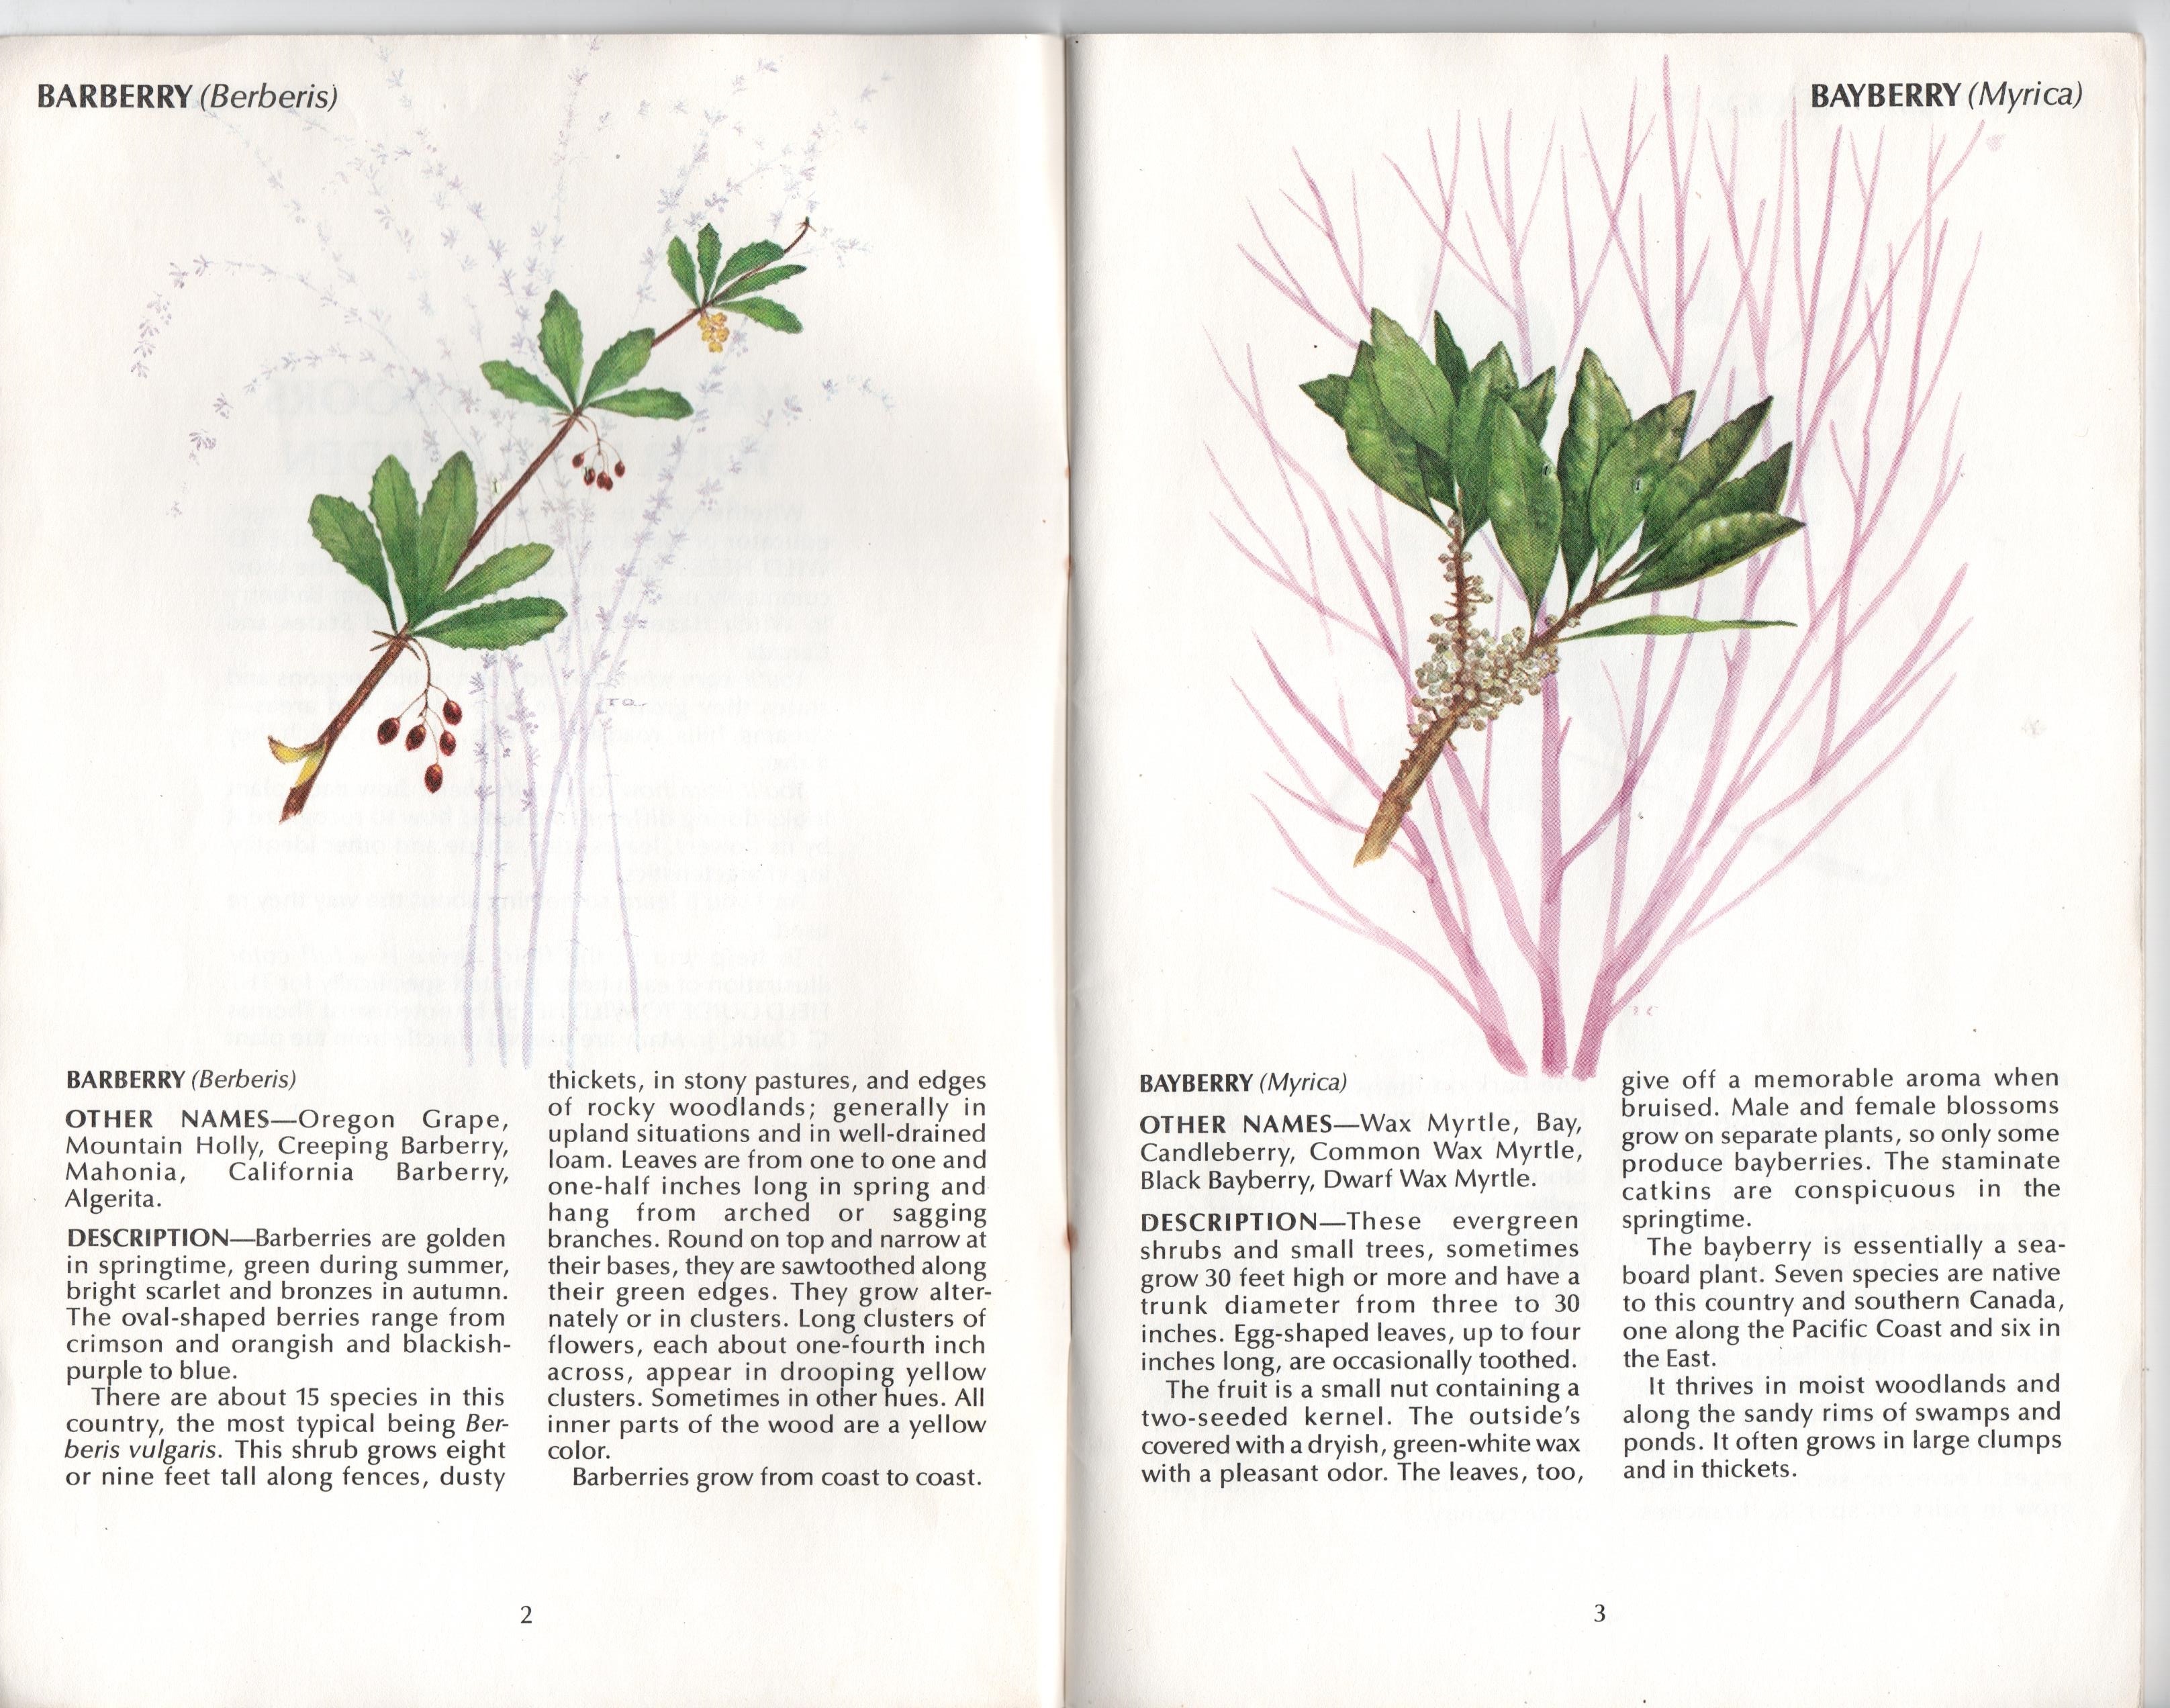 BARBERRY (Berberis)
BARBERRY (Berberis)
OTHER NAMES—Oregon Grape,
Mountain Holly, Creeping Barberry,
Mahonia, California Barberry,
Algerita.
DESCRIPTION—Barberries are golden
in springtime, green during summer,
bright scarlet and bronzes in autumn.
The oval-shaped berries range from
crimson and orangish and blackish-
purple to blue.
There are about 15 species in this
country, the most typical being Ber-
beris vulgaris. This shrub grows eight
or nine feet tall along fences, dusty
thickets, in stony pastures, and edges
of rocky woodlands; generally in
upland situations and in well-drained
loam. Leaves are from one to one and
one-half inches long in spring and
hang from arched or sagging
branches. Round on top and narrow at
their bases, they are sawtoothed along
their green edges. They grow alter-
nately or in clusters. Long clusters of
flowers, each about one-fourth inch
across, appear in drooping yellow
clusters. Sometimes in other hues. All
inner parts of the wood are a yellow
color.
Barberries grow from coast to coast.
2
BAYBERRY (Myrica)
BAYBERRY (Myrica)
OTHER NAMES—Wax Myrtle, Bay,
Candleberry, Common Wax Myrtle,
Black Bayberry, Dwarf Wax Myrtle.
DESCRIPTION—These evergreen
shrubs and small trees, sometimes
grow 30 feet high or more and have a
trunk diameter from three to 30
inches. Egg-shaped leaves, up to four
inches long, are occasionally toothed.
The fruit is a small nut containing a
two-seeded kernel. The outside's
covered with a dryish, green-white wax
with a pleasant odor. The leaves, too,
give off a memorable aroma when
bruised. Male and female blossoms
grow on separate plants, so only some
produce bayberries. The staminate
catkins are conspicuous in the
springtime.
The bayberry is essentially a sea-
board plant. Seven species are native
to this country and southern Canada,
one along the Pacific Coast and six in
the East.
It thrives in moist woodlands and
along the sandy rims of swamps and
ponds. It often grows in large clumps
and in thickets.
3